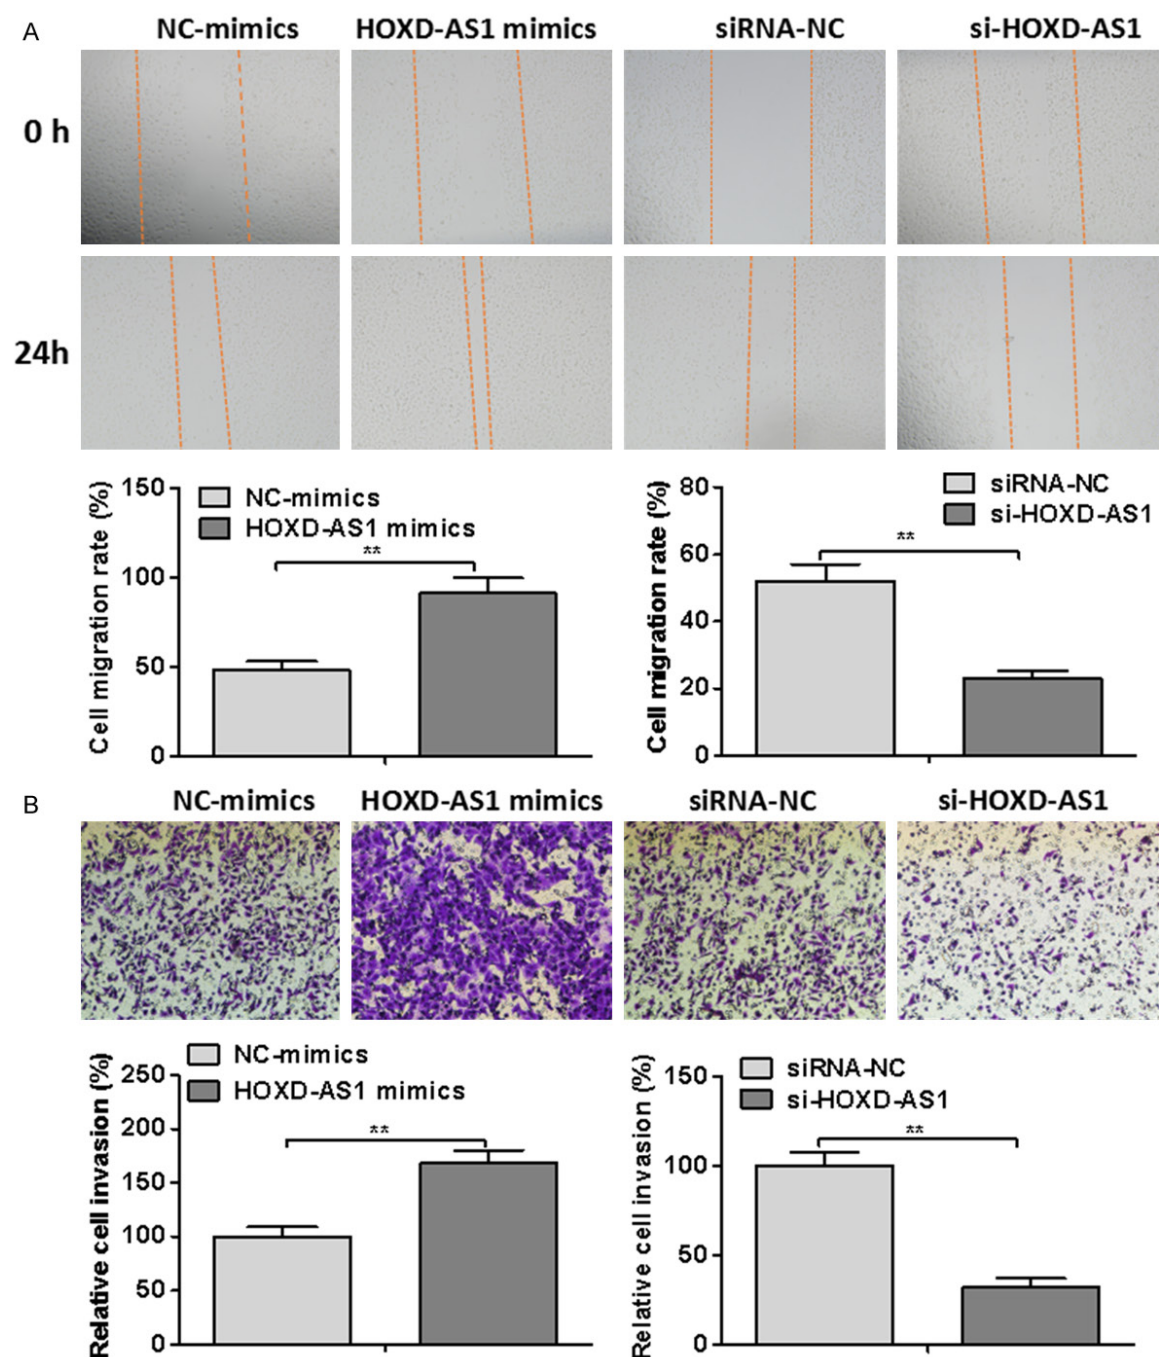 A
NC-mimics HOXD-AS1 mimics siRNA-NC si-HOXD-AS1
0 h
24h
Cell migration rate (%)
150
100
50
0
NC-mimics
HOXD-AS1 mimics
**
Cell migration rate (%)
80
60
40
20
0
siRNA-NC
si-HOXD-AS1
**
B
NC-mimics HOXD-AS1 mimics siRNA-NC si-HOXD-AS1
Relative cell invasion (%)
250
200
150
100
50
0
NC-mimics
HOXD-AS1 mimics
**
Relative cell invasion (%)
150
100
50
0
siRNA-NC
si-HOXD-AS1
**